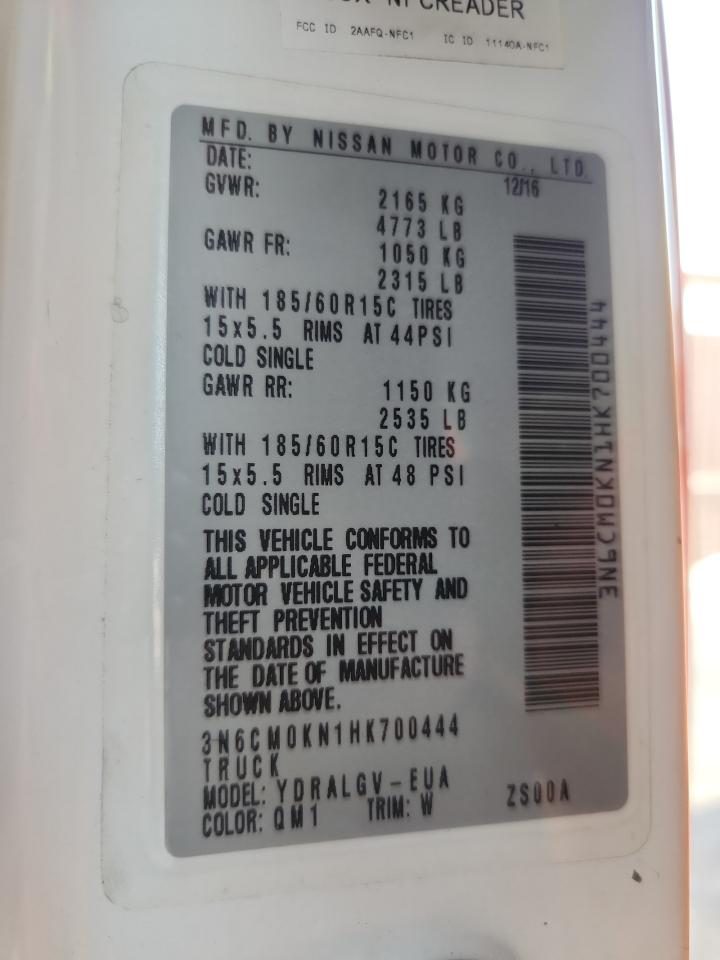 NFCREADER
FCC ID 2AAFQ-NFC1 IC ID 11140A-NFC1
MFD. BY NISSAN MOTOR CO., LTD.
DATE: 12/16
GVWR: 2165 KG
4773 LB
GAWR FR: 1050 KG
2315 LB
WITH 185/60R15C TIRES
15x5.5 RIMS AT 44PSI
COLD SINGLE
GAWR RR: 1150 KG
2535 LB
WITH 185/60R15C TIRES
15x5.5 RIMS AT 48 PSI
COLD SINGLE
THIS VEHICLE CONFORMS TO
ALL APPLICABLE FEDERAL
MOTOR VEHICLE SAFETY AND
THEFT PREVENTION
STANDARDS IN EFFECT ON
THE DATE OF MANUFACTURE
SHOWN ABOVE.
3N6CM0KN1HK700444
TRUCK
MODEL: YDRALGV-EUA ZS00A
COLOR: QM1 TRIM: W
3N6CM0KN1HK700444